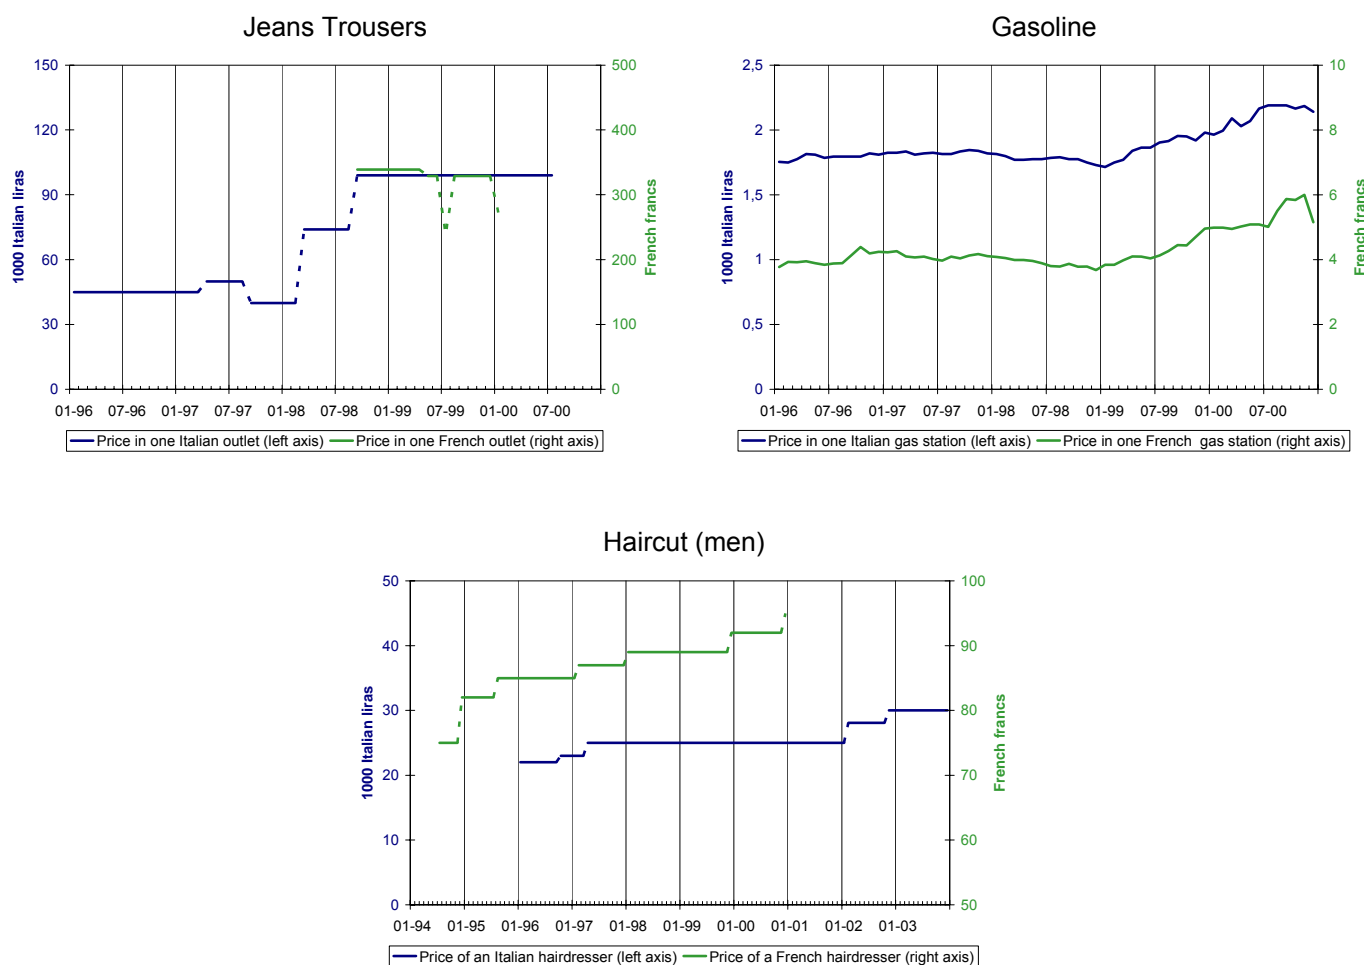 Jeans Trousers
150
120
90
60
30
0
1000 Italian liras
500
400
300
200
100
0
French francs
01-96 07-96 01-97 07-97 01-98 07-98 01-99 07-99 01-00 07-00
Price in one Italian outlet (left axis) Price in one French outlet (right axis)
Gasoline
2,5
2
1,5
1
0,5
0
1000 Italian liras
10
8
6
4
2
0
French francs
01-96 07-96 01-97 07-97 01-98 07-98 01-99 07-99 01-00 07-00
Price in one Italian gas station (left axis) Price in one French gas station (right axis)
Haircut (men)
50
40
30
20
10
0
1000 Italian liras
100
90
80
70
60
50
French francs
01-94 01-95 01-96 01-97 01-98 01-99 01-00 01-01 01-02 01-03
Price of an Italian hairdresser (left axis) Price of a French hairdresser (right axis)